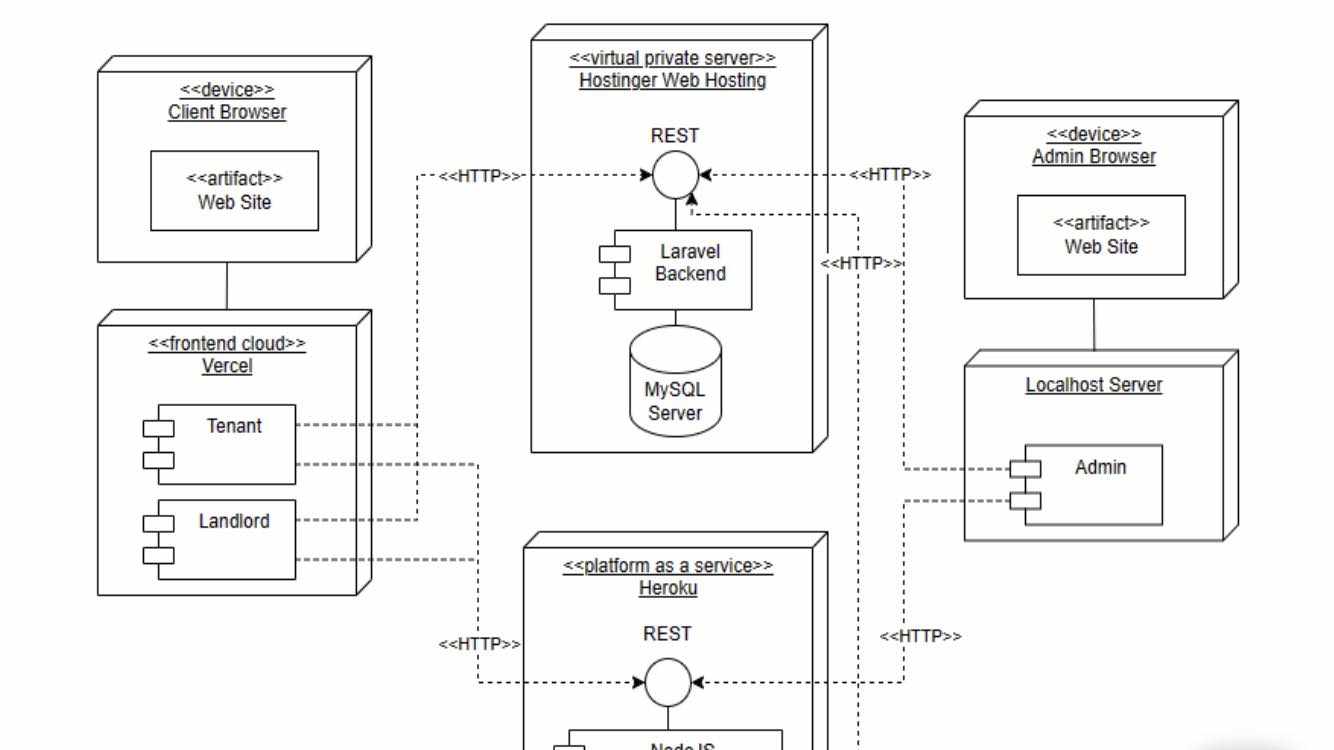 <<device>>
Client Browser
<<artifact>>
Web Site
<<frontend cloud>>
Vercel
Tenant
Landlord
<<HTTP>>
<<HTTP>>
<<virtual private server>>
Hostinger Web Hosting
REST
Laravel
Backend
MySQL
Server
<<platform as a service>>
Heroku
REST
<<HTTP>>
<<HTTP>>
<<HTTP>>
<<device>>
Admin Browser
<<artifact>>
Web Site
Localhost Server
Admin